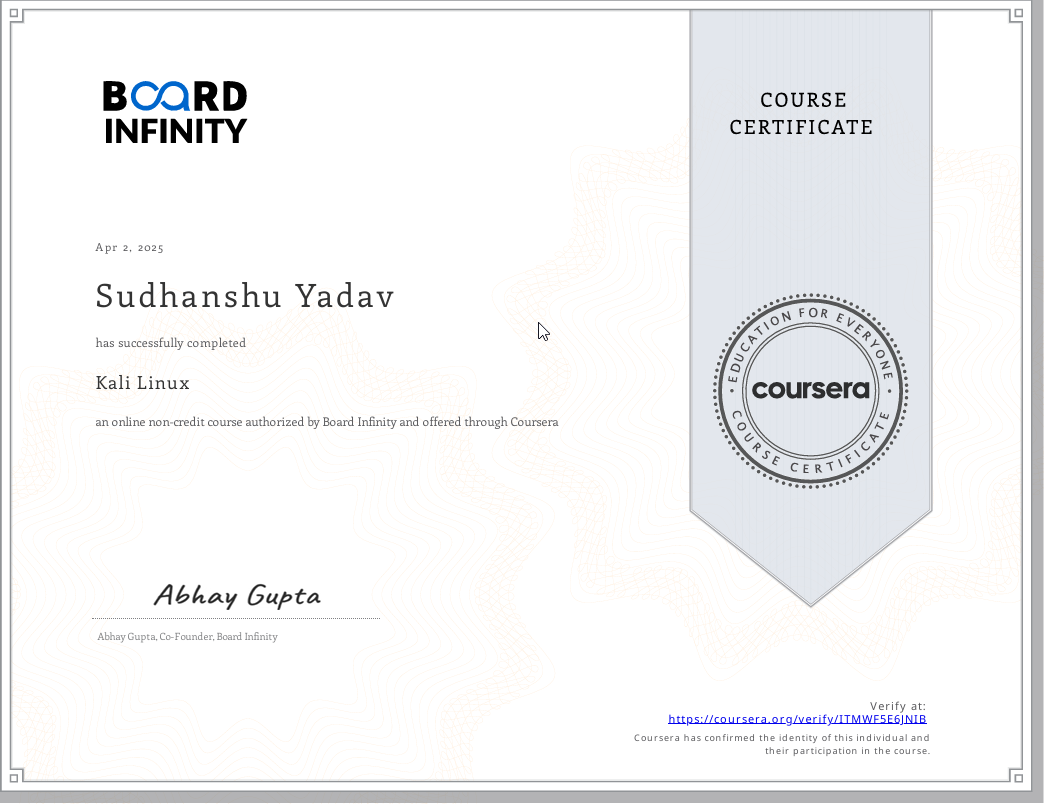 BOARD
INFINITY
COURSE
CERTIFICATE
Apr 2, 2025
Sudhanshu Yadav
has successfully completed
Kali Linux
an online non-credit course authorized by Board Infinity and offered through Coursera
EDUCATION FOR EVERYONE
coursera
COURSE CERTIFICATE
Abhay Gupta
Abhay Gupta, Co-Founder, Board Infinity
Verify at:
https://coursera.org/verify/ITMWF5E6JNIB
Coursera has confirmed the identity of this individual and
their participation in the course.